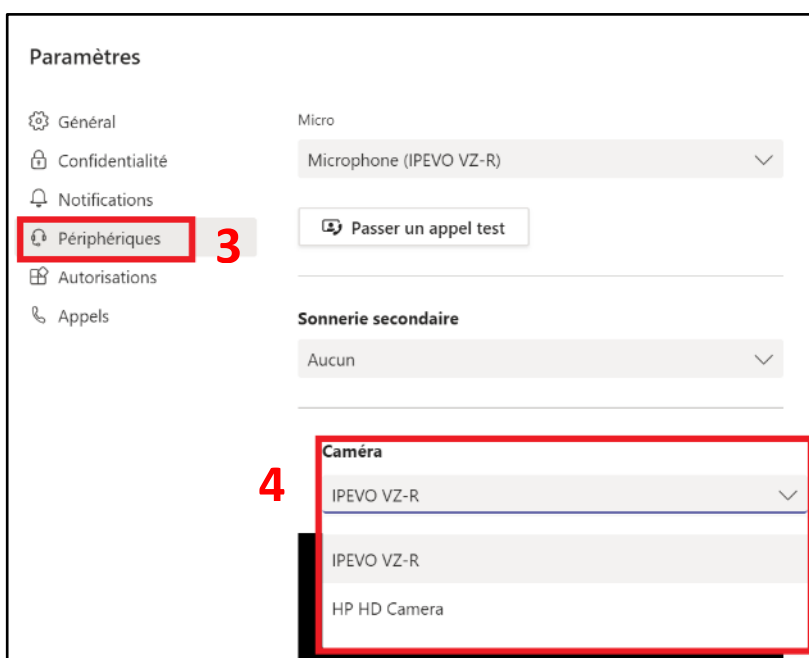 Paramètres
Général
Confidentialité
Notifications
Périphériques
3
Autorisations
Appels
Micro
Microphone (IPEVO VZ-R)
Passer un appel test
Sonnerie secondaire
Aucun
4
Caméra
IPEVO VZ-R
IPEVO VZ-R
HP HD Camera